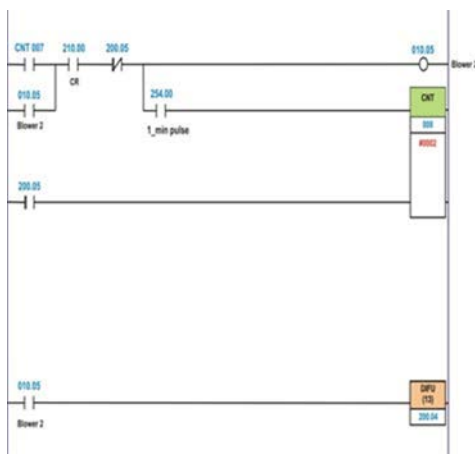 CNT 007 210.00 200.05 010.05
CR
Blower 2
010.05 254.00 CNT
Blower 2 1_min pulse
#0002
200.05
010.05 DIFU
(13)
Blower 2 200.04